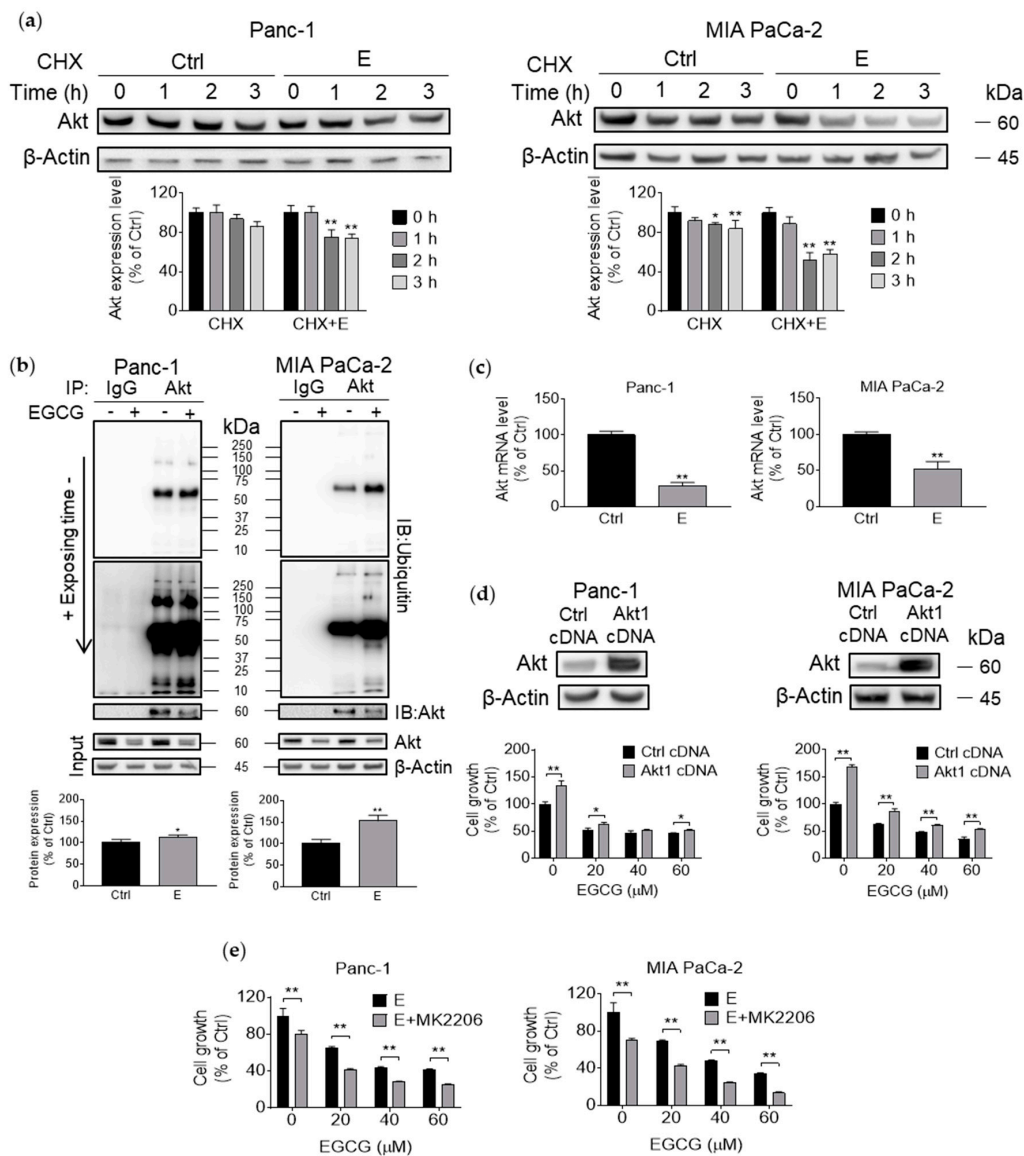 (a)
Panc-1
CHX Ctrl E
Time (h) 0 1 2 3 0 1 2 3
Akt
β-Actin
Akt expression level
(% of Ctrl)
120
80
40
0
** **
CHX CHX+E
0 h
1 h
2 h
3 h
MIA PaCa-2
CHX Ctrl E
Time (h) 0 1 2 3 0 1 2 3 kDa
Akt — 60
β-Actin — 45
Akt expression level
(% of Ctrl)
120
80
40
0
* ** ** **
CHX CHX+E
0 h
1 h
2 h
3 h
(b)
Panc-1 MIA PaCa-2
IP: IgG Akt IgG Akt
EGCG - + - + kDa - + - +
250
150
100
75
50
37
25
10
250
150
100
75
50
37
25
10
+ Exposing time -
IB:Ubiquitin
60 IB:Akt
Input
60 Akt
45 β-Actin
Protein expression
(% of Ctrl)
200
150
100
50
0
*
Ctrl E
Protein expression
(% of Ctrl)
200
150
100
50
0
**
Ctrl E
(c)
Panc-1
Akt mRNA level
(% of Ctrl)
150
100
50
0
**
Ctrl E
MIA PaCa-2
Akt mRNA level
(% of Ctrl)
150
100
50
0
**
Ctrl E
(d)
Panc-1
Ctrl Akt1
cDNA cDNA
Akt
β-Actin
MIA PaCa-2
Ctrl Akt1
cDNA cDNA kDa
Akt — 60
β-Actin — 45
Cell growth
(% of Ctrl)
200
150
100
50
0
Ctrl cDNA
Akt1 cDNA
** * *
0 20 40 60
EGCG (μM)
Cell growth
(% of Ctrl)
200
150
100
50
0
Ctrl cDNA
Akt1 cDNA
** ** ** **
0 20 40 60
EGCG (μM)
(e)
Panc-1
Cell growth
(% of Ctrl)
120
80
40
0
E
E+MK2206
** ** ** **
0 20 40 60
EGCG (μM)
MIA PaCa-2
Cell growth
(% of Ctrl)
120
80
40
0
E
E+MK2206
** ** ** **
0 20 40 60
EGCG (μM)